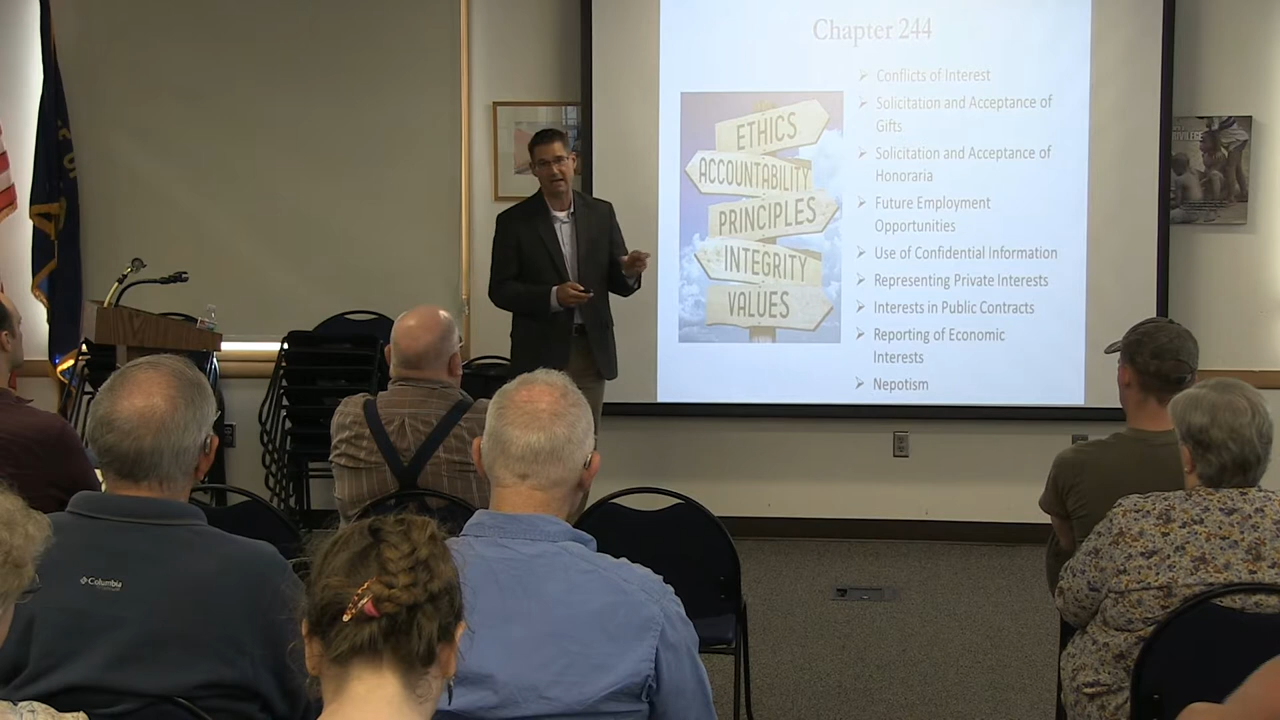 Chapter 244
Conflicts of Interest
Solicitation and Acceptance of
Gifts
Solicitation and Acceptance of
Honoraria
Future Employment
Opportunities
Use of Confidential Information
Representing Private Interests
Interests in Public Contracts
Reporting of Economic
Interests
Nepotism
ETHICS
ACCOUNTABILITY
PRINCIPLES
INTEGRITY
VALUES
Columbia